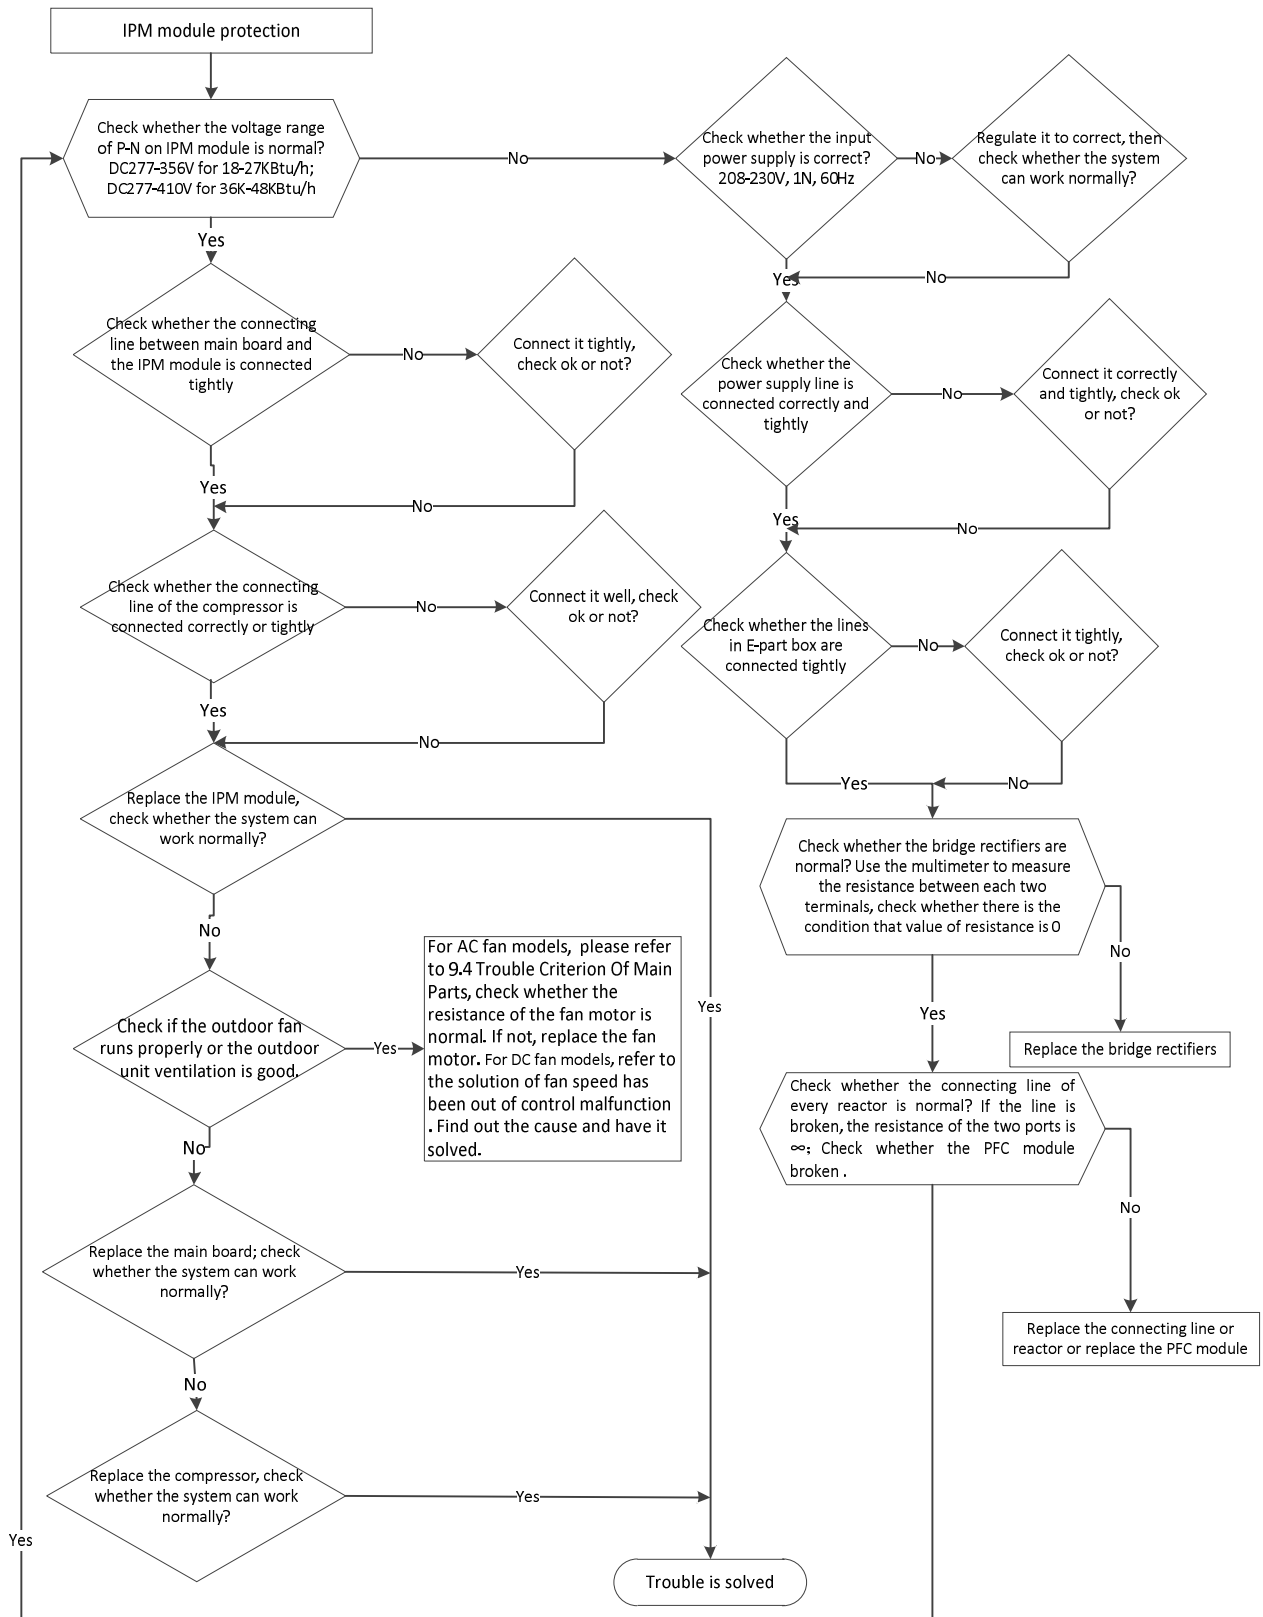 IPM module protection
Check whether the voltage range
of P-N on IPM module is normal?
DC277-356V for 18-27KBtu/h;
DC277-410V for 36K-48KBtu/h
No
Check whether the input
power supply is correct?
208-230V, 1N, 60Hz
No
Regulate it to correct, then
check whether the system
can work normally?
Yes
Yes
No
Check whether the connecting
line between main board and
the IPM module is connected
tightly
No
Connect it tightly,
check ok or not?
Check whether the
power supply line is
connected correctly and
tightly
No
Connect it correctly
and tightly, check ok
or not?
Yes
No
Yes
No
Check whether the connecting
line of the compressor is
connected correctly or tightly
No
Connect it well, check
ok or not?
Check whether the lines
in E-part box are
connected tightly
No
Connect it tightly,
check ok or not?
Yes
No
Yes
No
Replace the IPM module,
check whether the system can
work normally?
Check whether the bridge rectifiers are
normal? Use the multimeter to measure
the resistance between each two
terminals, check whether there is the
condition that value of resistance is 0
No
No
Yes
Yes
Check if the outdoor fan
runs properly or the outdoor
unit ventilation is good.
Yes
For AC fan models, please refer
to 9.4 Trouble Criterion Of Main
Parts, check whether the
resistance of the fan motor is
normal. If not, replace the fan
motor. For DC fan models, refer to
the solution of fan speed has
been out of control malfunction
. Find out the cause and have it
solved.
Replace the bridge rectifiers
Check whether the connecting line of
every reactor is normal? If the line is
broken, the resistance of the two ports is
∞; Check whether the PFC module
broken .
No
No
Replace the main board; check
whether the system can work
normally?
Yes
Replace the connecting line or
reactor or replace the PFC module
No
Replace the compressor, check
whether the system can work
normally?
Yes
Yes
Trouble is solved